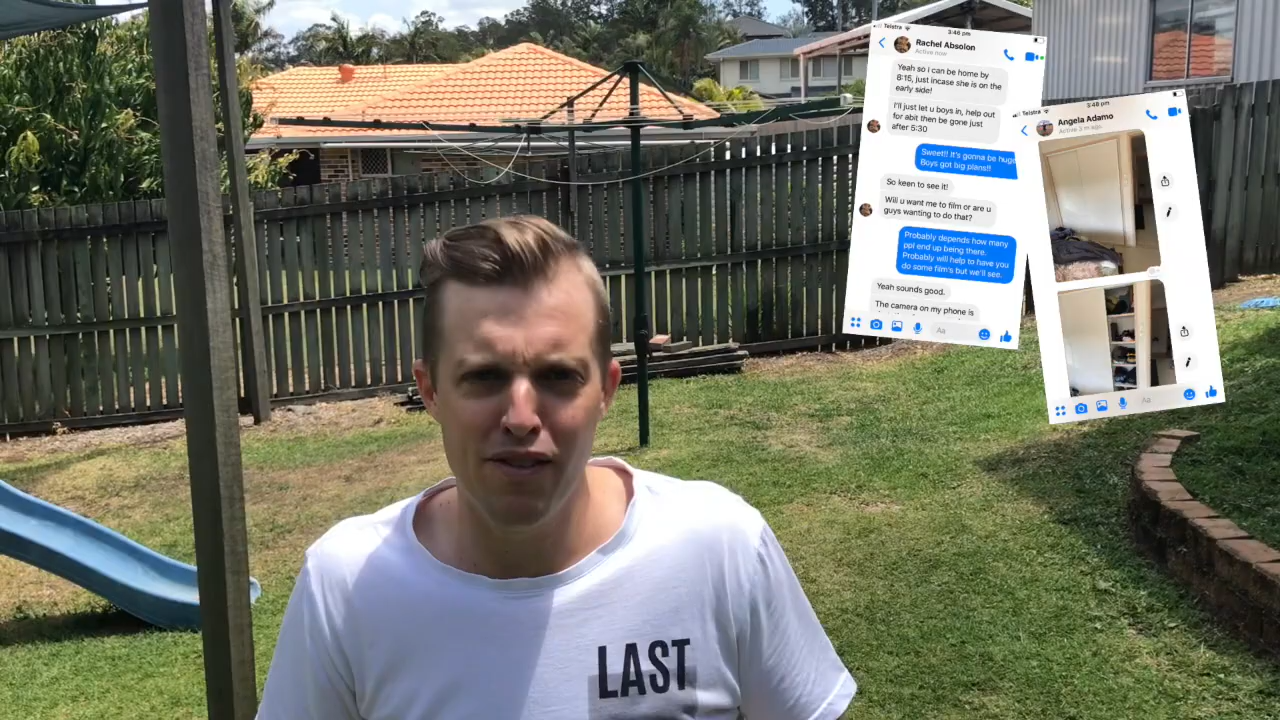 Telstra
3:46 pm
Rachel Absolon
Active now
Yeah so i can be home by
8:15, just incase she is on the
early side!
I'll just let u boys in, help out
for abit then be gone just
after 5:30
Sweet!! It's gonna be huge
Boys got big plans!!
So keen to see it!
Will u want me to film or are u
guys wanting to do that?
Probably depends how many
ppl end up being there.
Probably will help to have you
do some film's but we'll see.
Yeah sounds good.
The camera on my phone is
Aa
Telstra
3:48 pm
Angela Adamo
Active 3 m ago
Aa
LAST